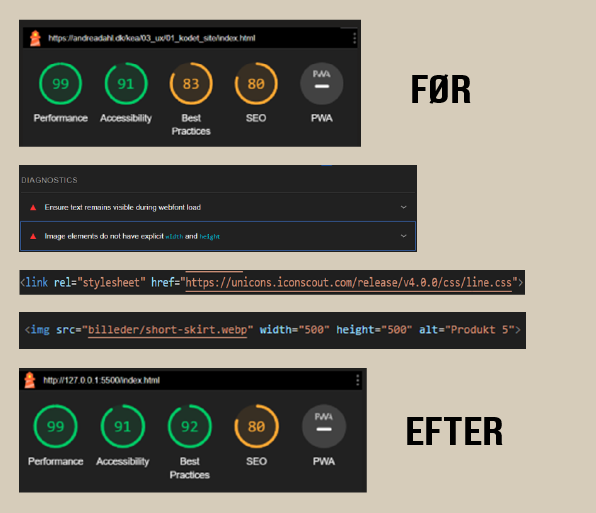 https://andreadahl.dk/kea/03_ux/01_kodet_site/index.html
99 91 83 80 PWA
Performance Accessibility Best Practices SEO PWA
FØR
DIAGNOSTICS
Ensure text remains visible during webfont load
Image elements do not have explicit width and height
<link rel="stylesheet" href="https://unicons.iconscout.com/release/v4.0.0/css/line.css">
<img src="billeder/short-skirt.webp" width="500" height="500" alt="Produkt 5">
http://127.0.0.1:5500/index.html
99 91 92 80 PWA
Performance Accessibility Best Practices SEO PWA
EFTER